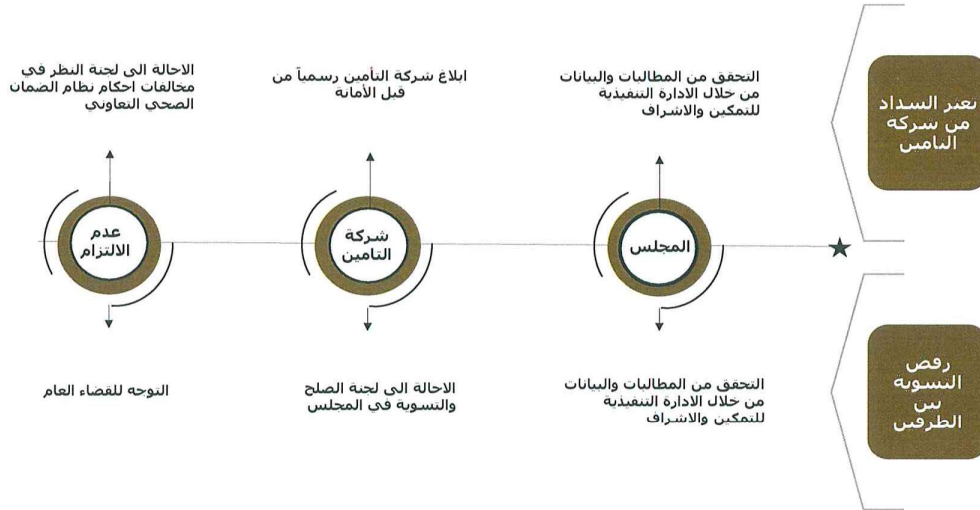 تعثر السداد
من شركة
التامين
التحقق من المطالبات والبيانات
من خلال الادارة التنفيذية
للتمكين والاشراف
ابلاغ شركة التأمين رسمياً من
قبل الأمانة
الاحالة الى لجنة النظر في
مخالفات احكام نظام الضمان
الصحي التعاوني
المجلس
شركة
التامين
عدم
الالتزام
رفض
التسوية
بين
الطرفين
التحقق من المطالبات والبيانات
من خلال الادارة التنفيذية
للتمكين والاشراف
الاحالة الى لجنة الصلح
والتسوية في المجلس
التوجه للقضاء العام